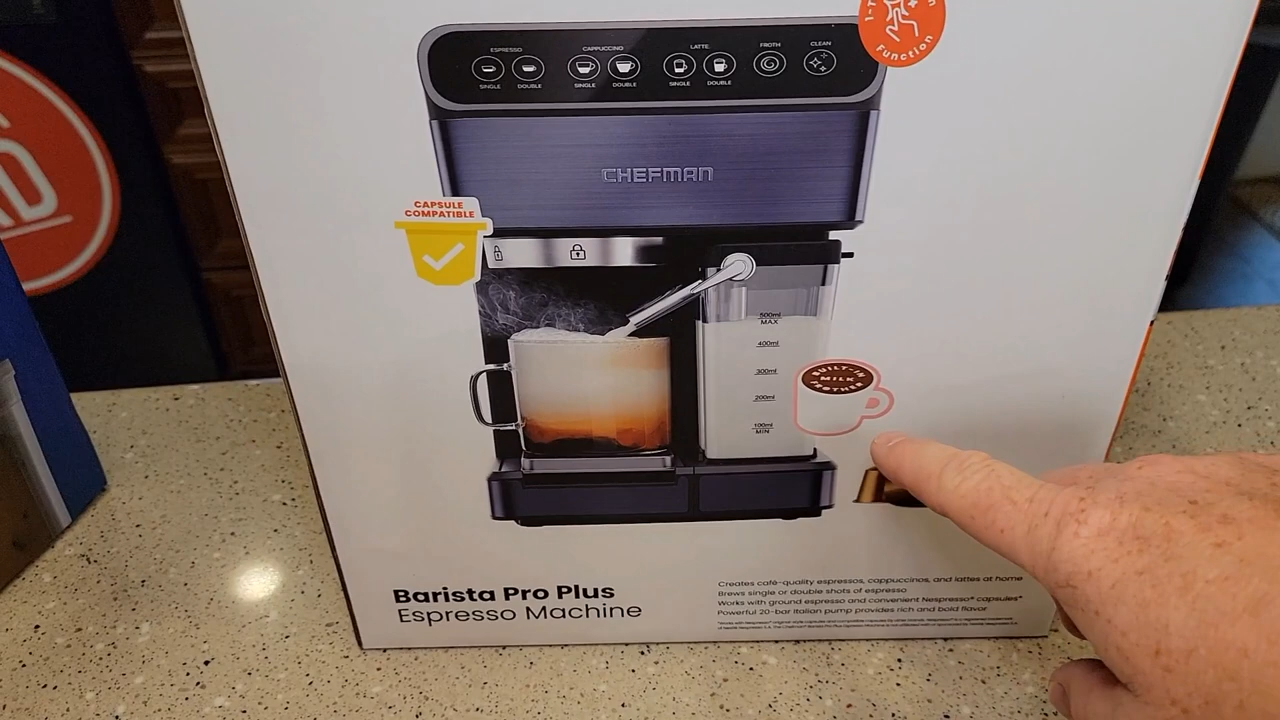 1-T
Function
ESPRESSO
CAPPUCCINO
LATTE
FROTH
CLEAN
SINGLE
DOUBLE
SINGLE
DOUBLE
SINGLE
DOUBLE
CHEFMAN
CAPSULE
COMPATIBLE
500ml
MAX
400ml
300ml
200ml
100ml
MIN
BUILT-IN
MILK
FROTHER
Barista Pro Plus
Espresso Machine
Creates café-quality espressos, cappuccinos, and lattes at home
Brews single or double shots of espresso
Works with ground espresso and convenient Nespresso® capsules*
Powerful 20-bar Italian pump provides rich and bold flavor